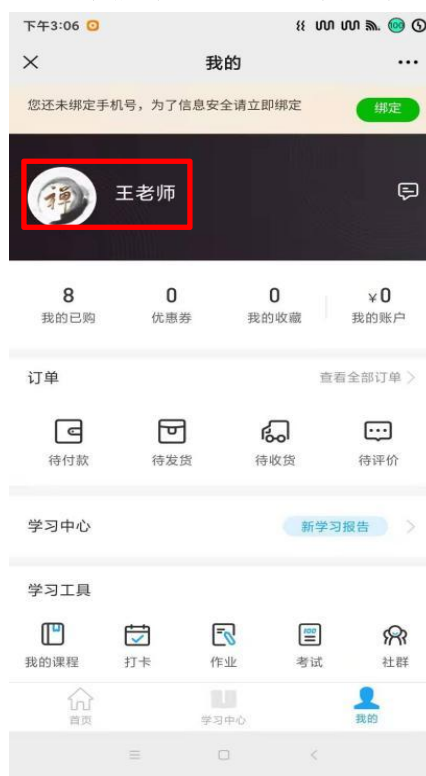 下午3:06
100
×
我的
您还未绑定手机号，为了信息安全请立即绑定
绑定
禅
王老师
8
0
0
¥0
我的已购
优惠券
我的收藏
我的账户
订单
查看全部订单 >
待付款
待发货
待收货
待评价
学习中心
新学习报告 >
学习工具
100
我的课程
打卡
作业
考试
社群
首页
学习中心
我的